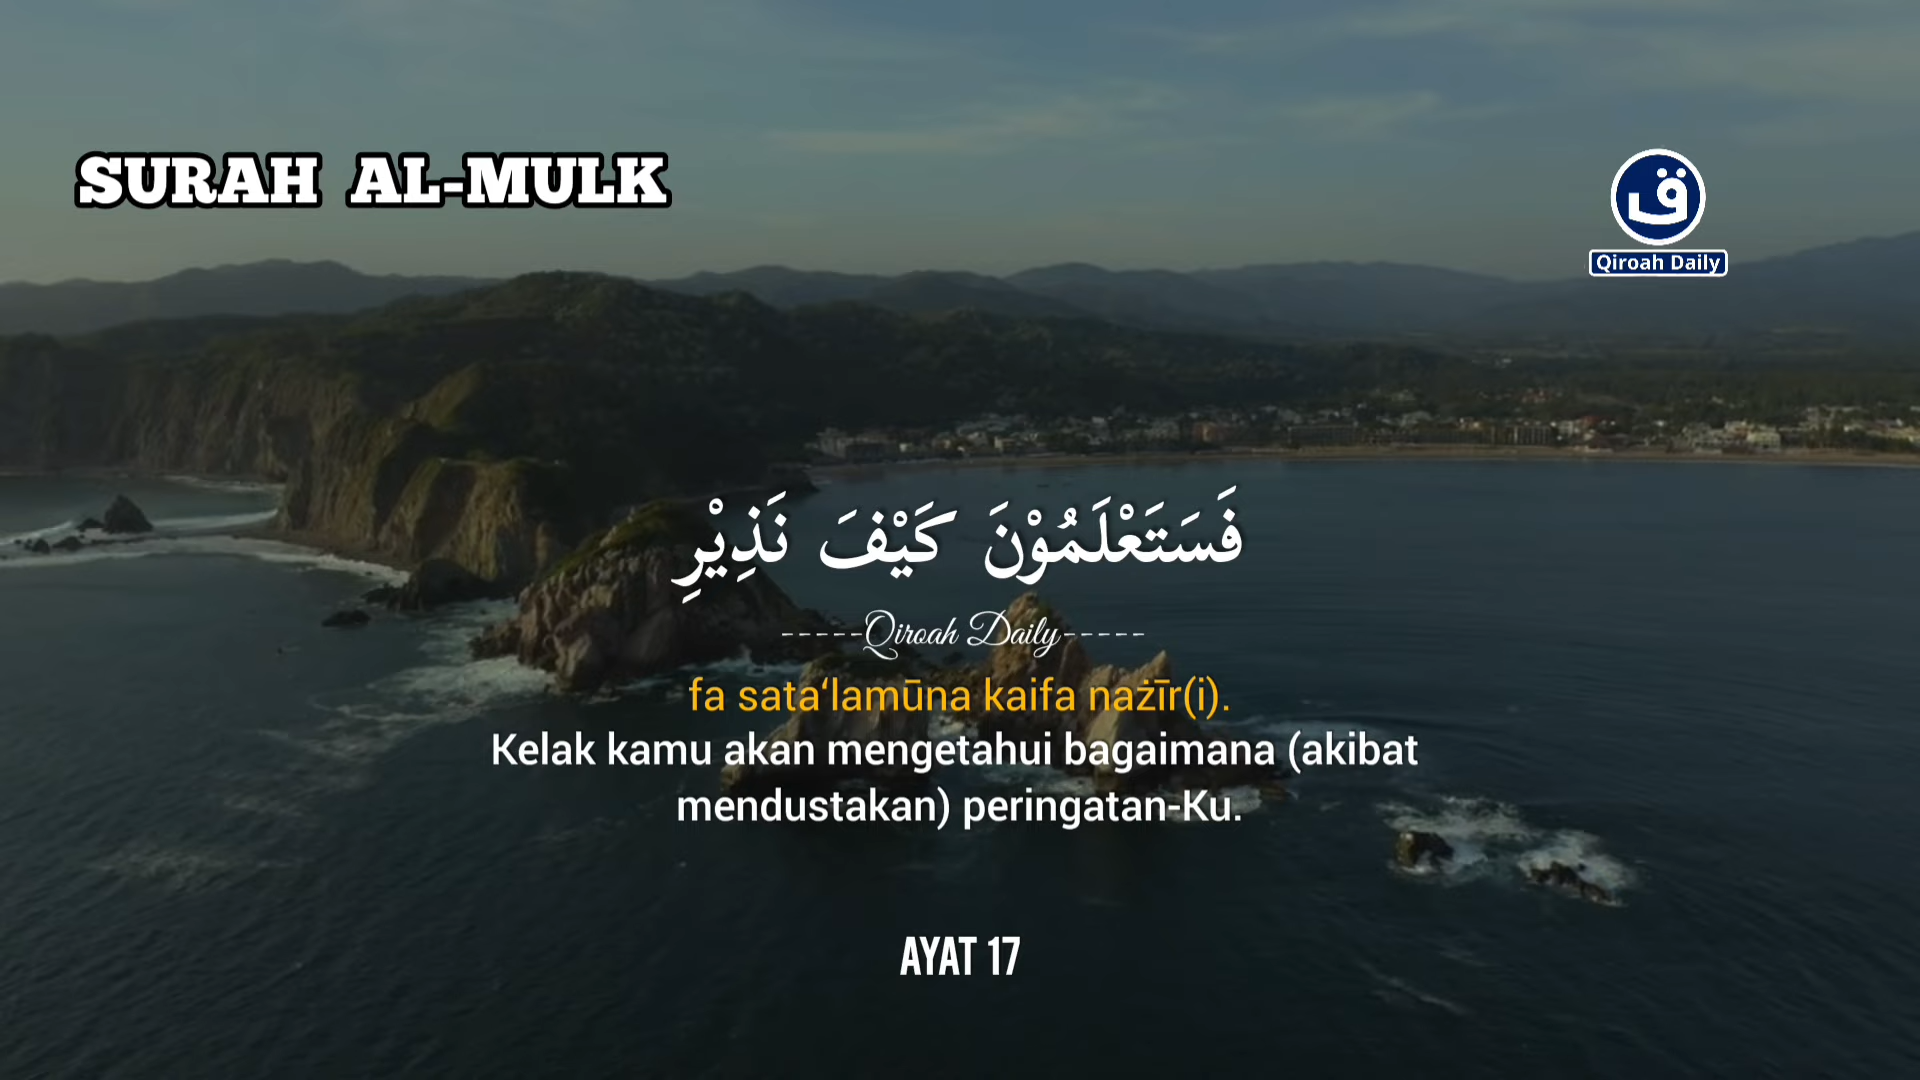 SURAH AL-MULK
ق
Qiroah Daily
فَسَتَعْلَمُوْنَ كَيْفَ نَذِيْرِ
-----Qiroah Daily-----
fa sata‘lamūna kaifa nażīr(i).
Kelak kamu akan mengetahui bagaimana (akibat
mendustakan) peringatan-Ku.
AYAT 17